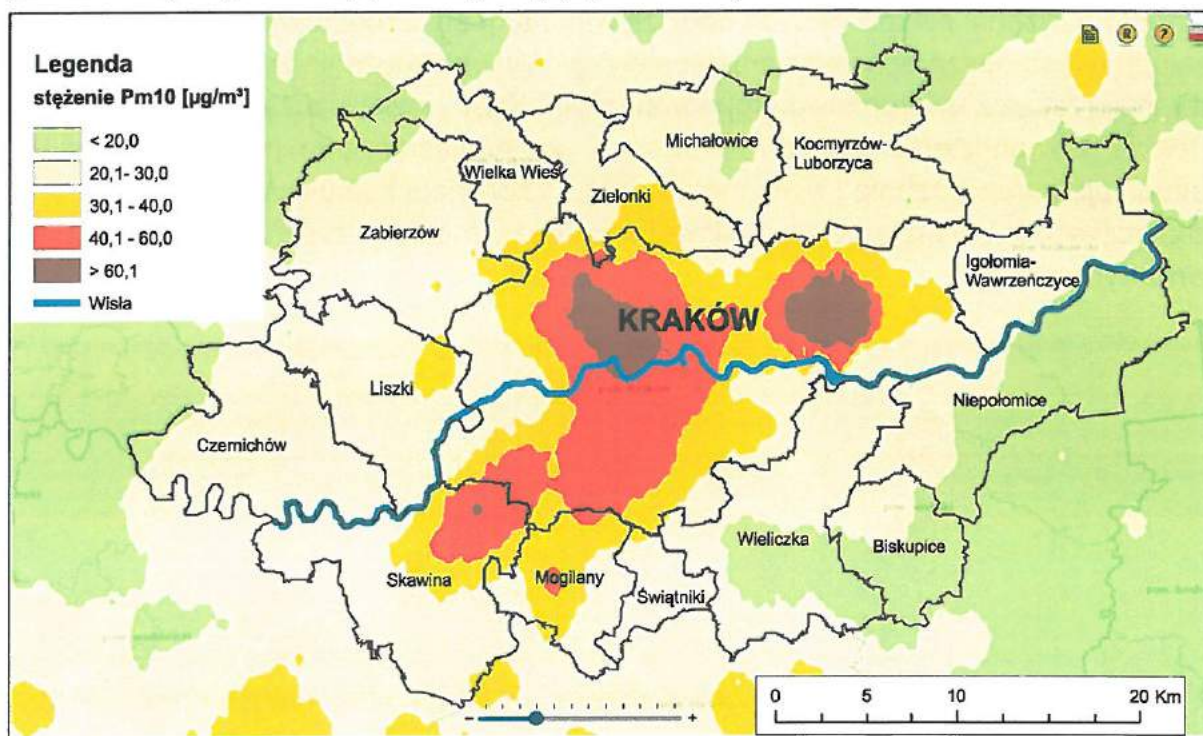 Legenda
stężenie Pm10 [µg/m³]
< 20,0
20,1- 30,0
30,1 - 40,0
40,1 - 60,0
> 60,1
Wisła
Michałowice
Kocmyrzów-
Luborzyca
Wielka Wieś
Zielonki
Zabierzów
Igołomia-
Wawrzeńczyce
KRAKÓW
Liszki
Niepołomice
Czernichów
Wieliczka
Biskupice
Skawina
Mogilany
Świątniki
- +
0 5 10 20 Km
R ?